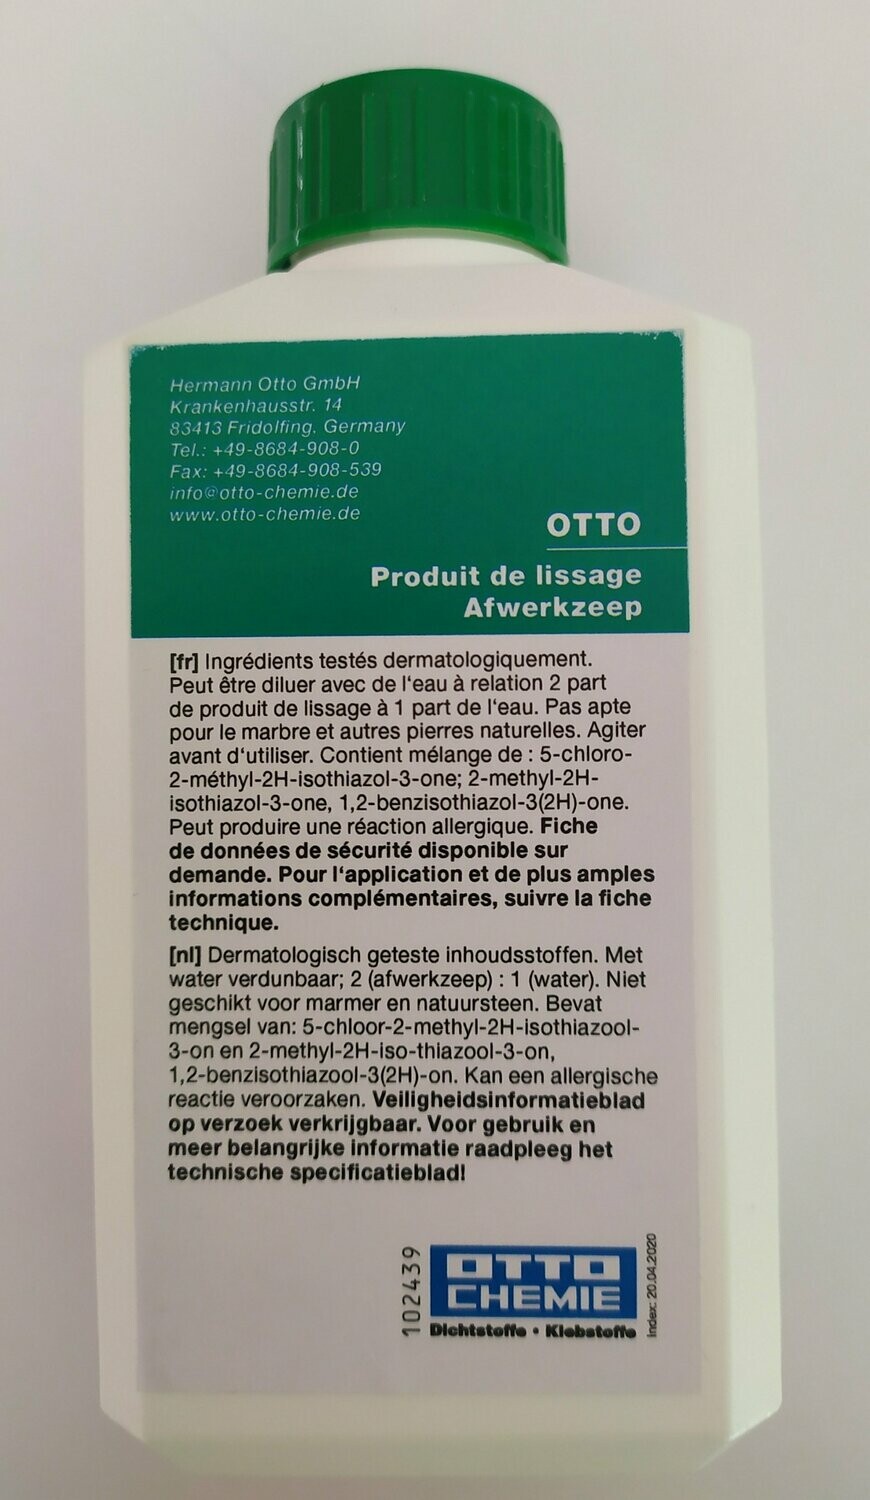 Hermann Otto GmbH
Krankenhausstr. 14
83413 Fridolfing, Germany
Tel.: +49-8684-908-0
Fax: +49-8684-908-539
info@otto-chemie.de
www.otto-chemie.de
OTTO
Produit de lissage
Afwerkzeep
[fr] Ingrédients testés dermatologiquement.
Peut être diluer avec de l‘eau à relation 2 part
de produit de lissage à 1 part de l‘eau. Pas apte
pour le marbre et autres pierres naturelles. Agiter
avant d‘utiliser. Contient mélange de : 5-chloro-
2-méthyl-2H-isothiazol-3-one; 2-methyl-2H-
isothiazol-3-one, 1,2-benzisothiazol-3(2H)-one.
Peut produire une réaction allergique. Fiche
de données de sécurité disponible sur
demande. Pour l‘application et de plus amples
informations complémentaires, suivre la fiche
technique.
[nl] Dermatologisch geteste inhoudsstoffen. Met
water verdunbaar; 2 (afwerkzeep) : 1 (water). Niet
geschikt voor marmer en natuursteen. Bevat
mengsel van: 5-chloor-2-methyl-2H-isothiazool-
3-on en 2-methyl-2H-iso-thiazool-3-on,
1,2-benzisothiazool-3(2H)-on. Kan een allergische
reactie veroorzaken. Veiligheidsinformatieblad
op verzoek verkrijgbaar. Voor gebruik en
meer belangrijke informatie raadpleeg het
technische specificatieblad!
102439
OTTO
CHEMIE
Dichtstoffe • Klebstoffe
Index: 20.04.2020